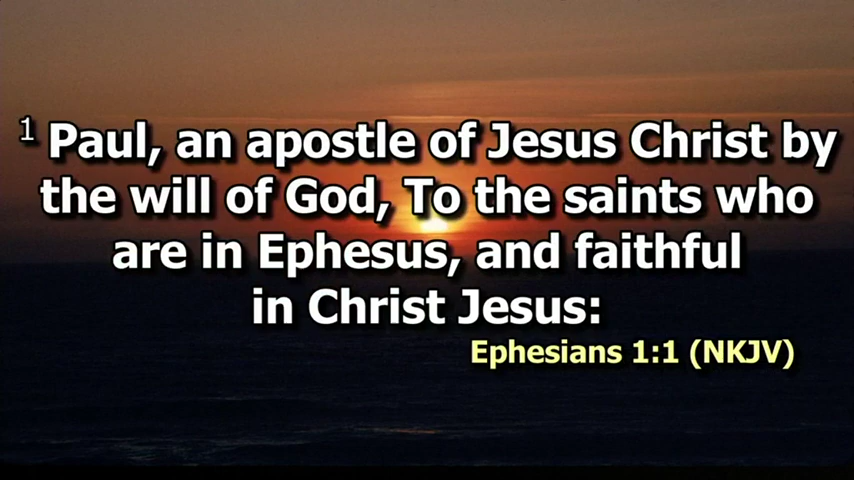 1 Paul, an apostle of Jesus Christ by
the will of God, To the saints who
are in Ephesus, and faithful
in Christ Jesus:
Ephesians 1:1 (NKJV)